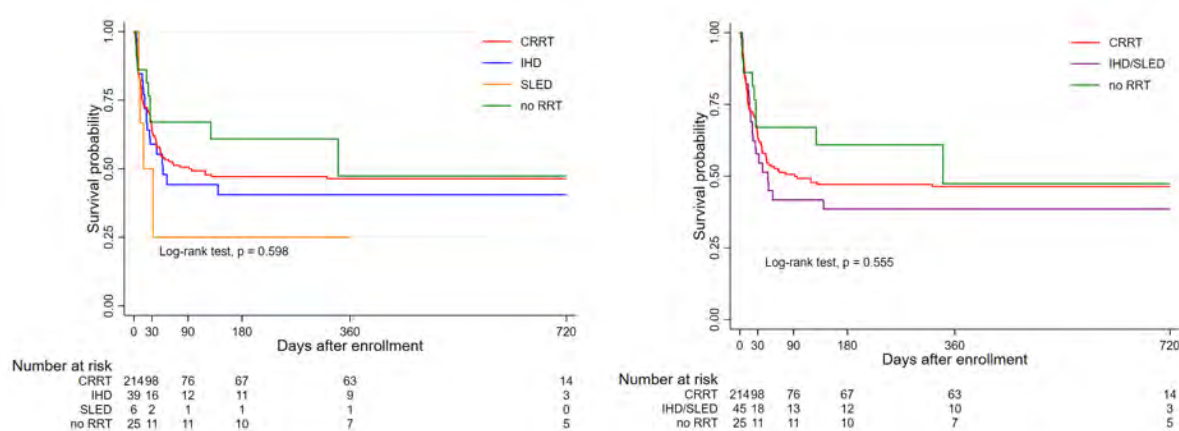 1.00
0.75
0.50
0.25
0.00
Survival probability
CRRT
IHD
SLED
no RRT
Log-rank test, p = 0.598
0 30 90 180 360 720
Days after enrollment
Number at risk
CRRT 21498 76 67 63 14
IHD 39 16 12 11 9 3
SLED 6 2 1 1 1 0
no RRT 25 11 11 10 7 5
1.00
0.75
0.50
0.25
0.00
Survival probability
CRRT
IHD/SLED
no RRT
Log-rank test, p = 0.555
0 30 90 180 360 720
Days after enrollment
Number at risk
CRRT 21498 76 67 63 14
IHD/SLED 45 18 13 12 10 3
no RRT 25 11 11 10 7 5